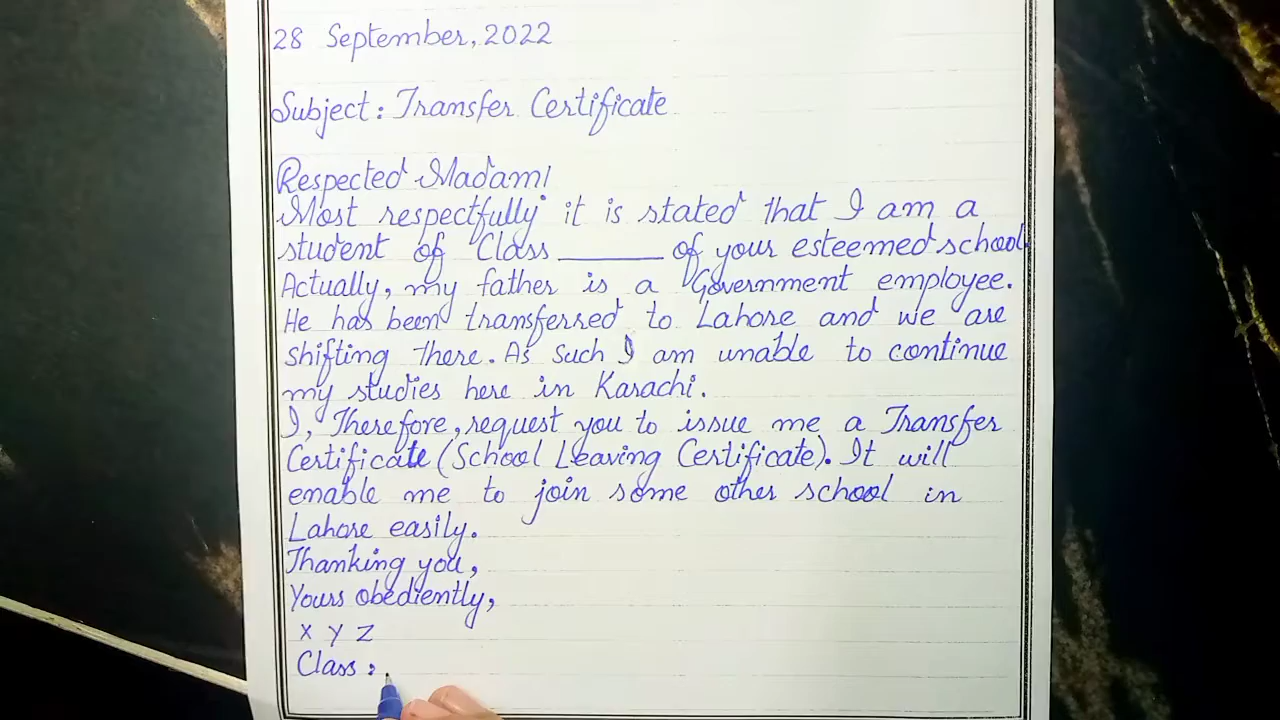 28 September, 2022
Subject: Transfer Certificate
Respected Madam!
Most respectfully it is stated that I am a
student of Class ______ of your esteemed school.
Actually, my father is a Government employee.
He has been transferred to Lahore and we are
shifting there. As such I am unable to continue
my studies here in Karachi.
I, Therefore, request you to issue me a Transfer
Certificate (School Leaving Certificate). It will
enable me to join some other school in
Lahore easily.
Thanking you,
Yours obediently,
X Y Z
Class :